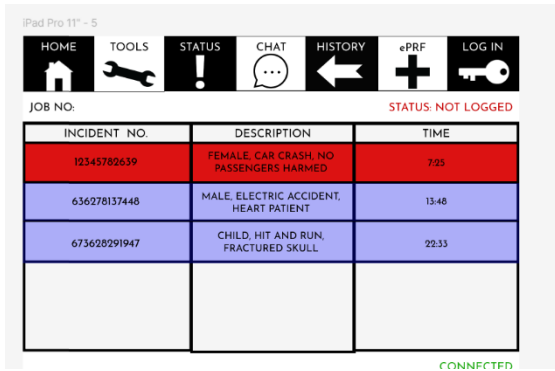 iPad Pro 11" - 5
HOME TOOLS STATUS CHAT HISTORY ePRF LOG IN
JOB NO: STATUS: NOT LOGGED
INCIDENT NO. DESCRIPTION TIME
12345782639 FEMALE, CAR CRASH, NO PASSENGERS HARMED 7:25
636278137448 MALE, ELECTRIC ACCIDENT, HEART PATIENT 13:48
673628291947 CHILD, HIT AND RUN, FRACTURED SKULL 22:33
CONNECTED